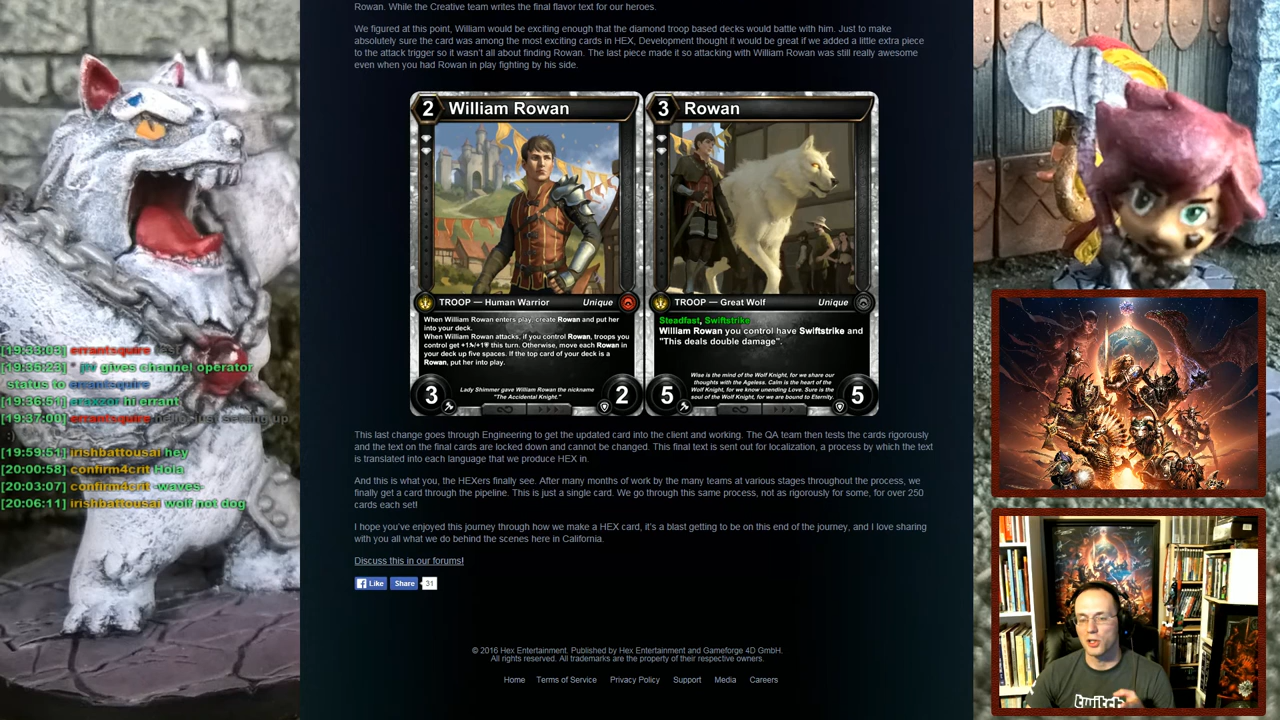 Rowan. While the Creative team writes the final flavor text for our heroes.
We figured at this point, William would be exciting enough that the diamond troop based decks would battle with him. Just to make
absolutely sure the card was among the most exciting cards in HEX, Development thought it would be great if we added a little extra piece
to the attack trigger so it wasn't all about finding Rowan. The last piece made it so attacking with William Rowan was still really awesome
even when you had Rowan in play fighting by his side.
2 William Rowan
TROOP — Human Warrior Unique
When William Rowan enters play, create Rowan and put her
into your deck.
When William Rowan attacks, if you control Rowan, troops you
control get +1/+1 this turn. Otherwise, move each Rowan in
your deck up five spaces. If the top card of your deck is a
Rowan, put her into play.
Lady Shimmer gave William Rowan the nickname
"The Accidental Knight."
3 2
3 Rowan
TROOP — Great Wolf Unique
Steadfast, Swiftstrike
William Rowan you control have Swiftstrike and
"This deals double damage".
Wise is the mind of the Wolf Knight, for we share our
thoughts with the Ageless. Calm is the heart of the
Wolf Knight, for we know unending Love. Sure is the
soul of the Wolf Knight, for we are bound to Eternity.
5 5
[19:33:03] errantsquire test
[19:35:23] * jtv gives channel operator
status to errantsquire
[19:36:51] hi errant
[19:37:00] errantsquire hello just setting up
:)
[19:59:51] irishbattousai hey
[20:00:58] confirm4crit Hola
[20:03:07] confirm4crit -waves-
[20:06:11] irishbattousai wolf not dog
This last change goes through Engineering to get the updated card into the client and working. The QA team then tests the cards rigorously
and the text on the final cards are locked down and cannot be changed. This final text is sent out for localization, a process by which the text
is translated into each language that we produce HEX in.
And this is what you, the HEXers finally see. After many months of work by the many teams at various stages throughout the process, we
finally get a card through the pipeline. This is just a single card. We go through this same process, not as rigorously for some, for over 250
cards each set!
I hope you've enjoyed this journey through how we make a HEX card, it's a blast getting to be on this end of the journey, and I love sharing
with you all what we do behind the scenes here in California.
Discuss this in our forums!
Like Share 31
© 2016 Hex Entertainment. Published by Hex Entertainment and Gameforge 4D GmbH.
All rights reserved. All trademarks are the property of their respective owners.
Home Terms of Service Privacy Policy Support Media Careers
twitch